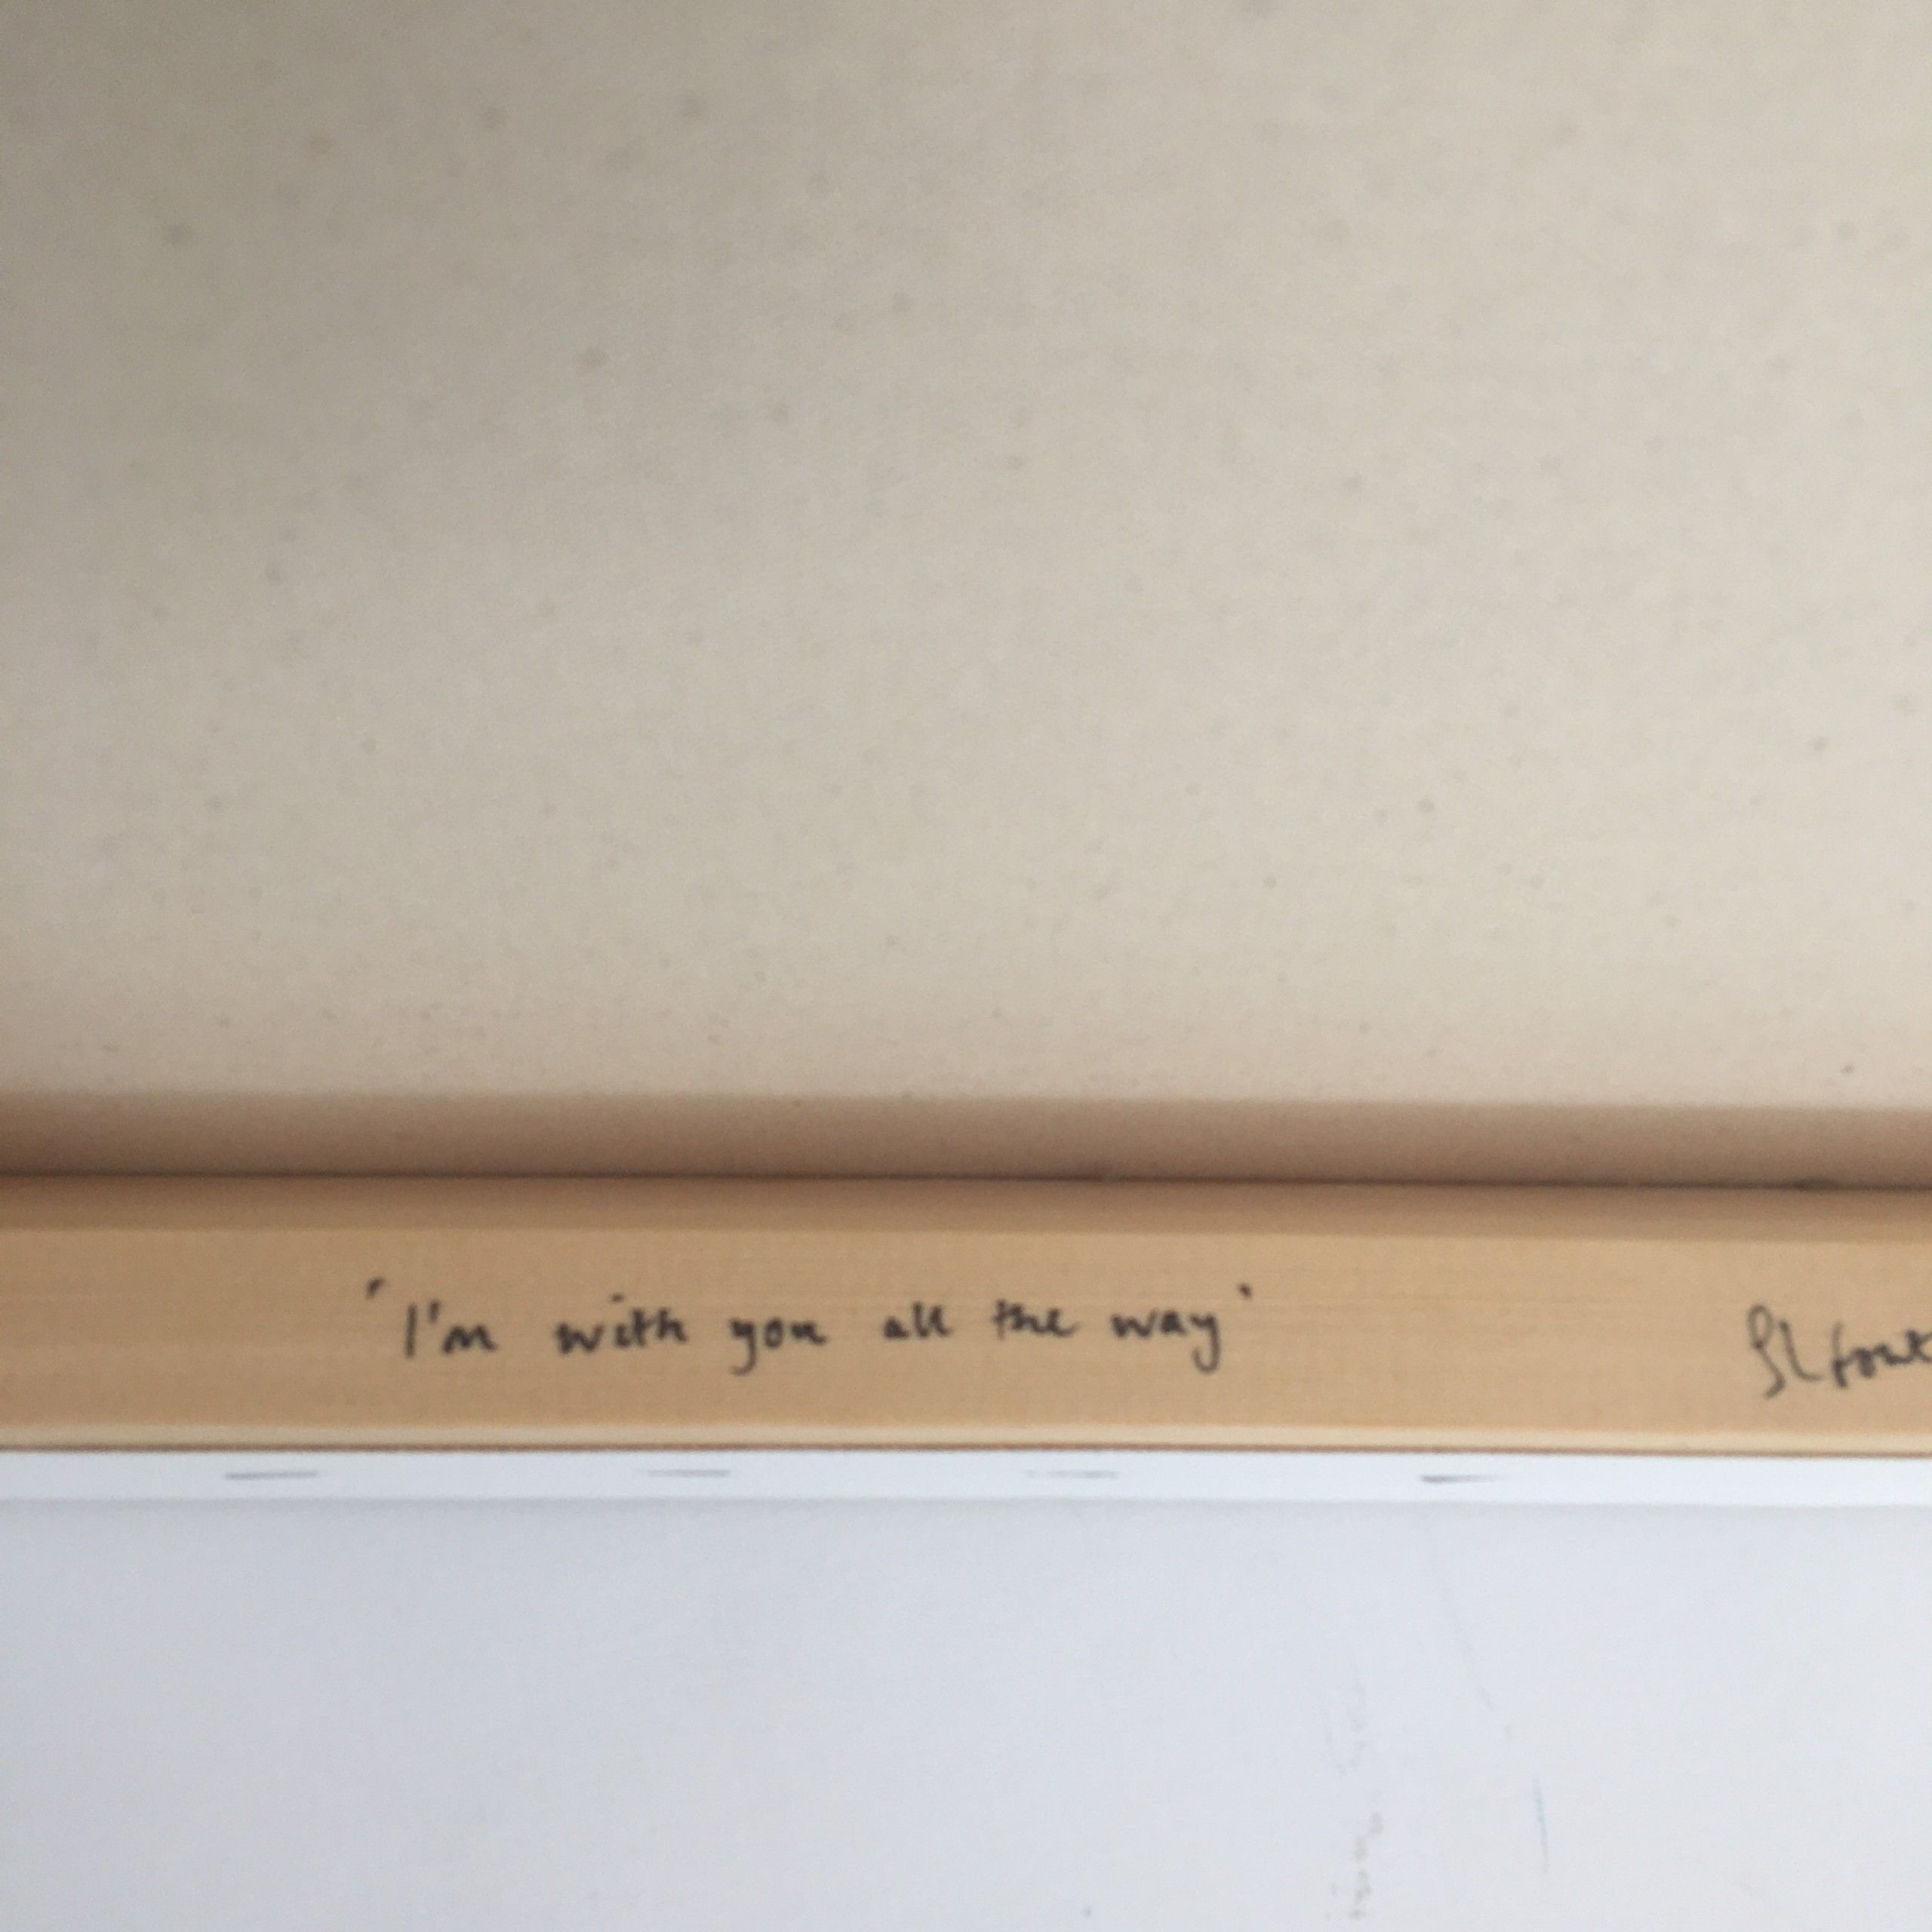 'I'm with you all the way'